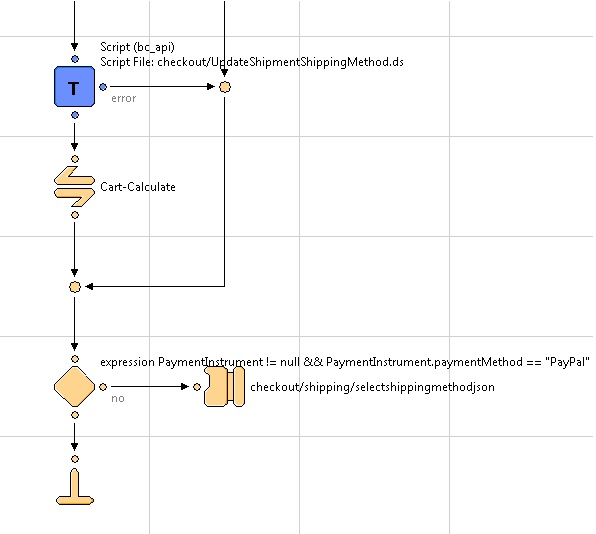 Script (bc_api)
Script File: checkout/UpdateShipmentShippingMethod.ds
T
error
Cart-Calculate
expression PaymentInstrument != null && PaymentInstrument.paymentMethod == "PayPal"
no
checkout/shipping/selectshippingmethodjson